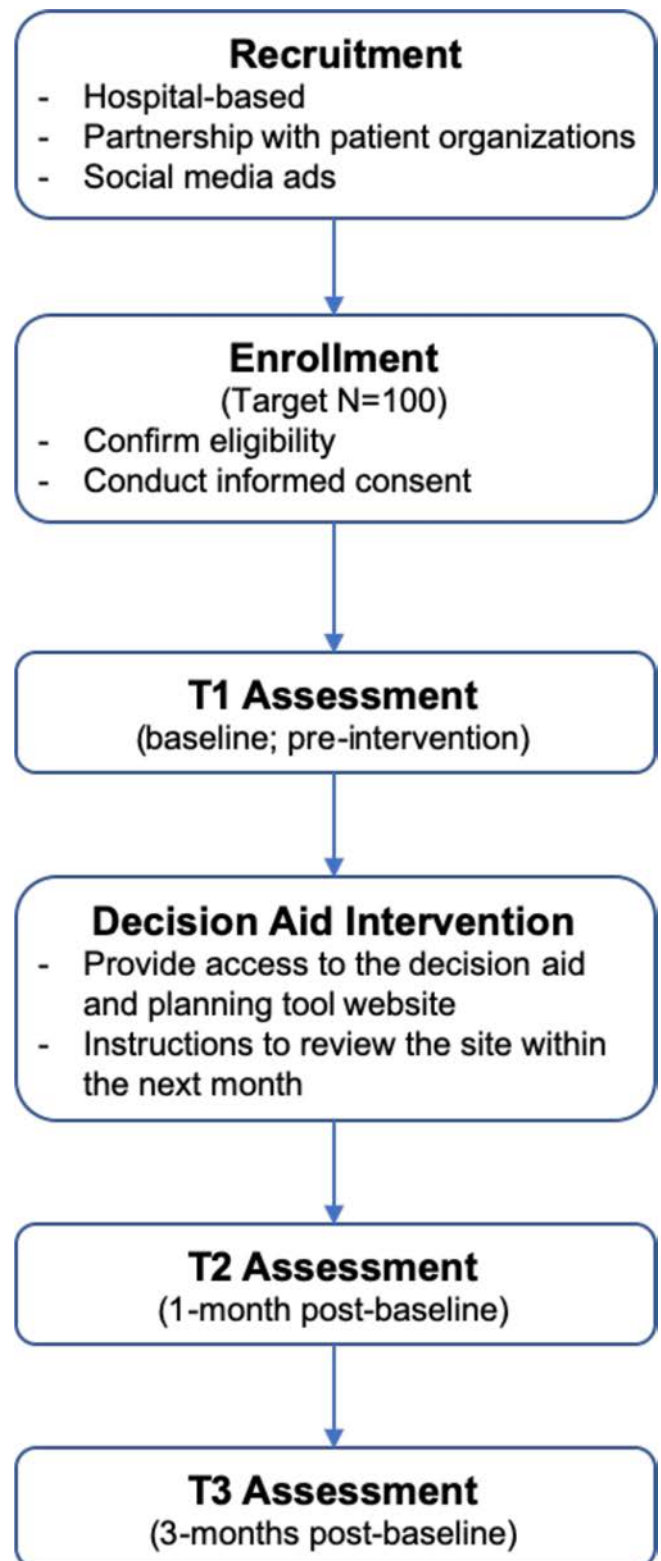 Recruitment
- Hospital-based
- Partnership with patient organizations
- Social media ads
Enrollment
(Target N=100)
- Confirm eligibility
- Conduct informed consent
T1 Assessment
(baseline; pre-intervention)
Decision Aid Intervention
- Provide access to the decision aid
and planning tool website
- Instructions to review the site within
the next month
T2 Assessment
(1-month post-baseline)
T3 Assessment
(3-months post-baseline)